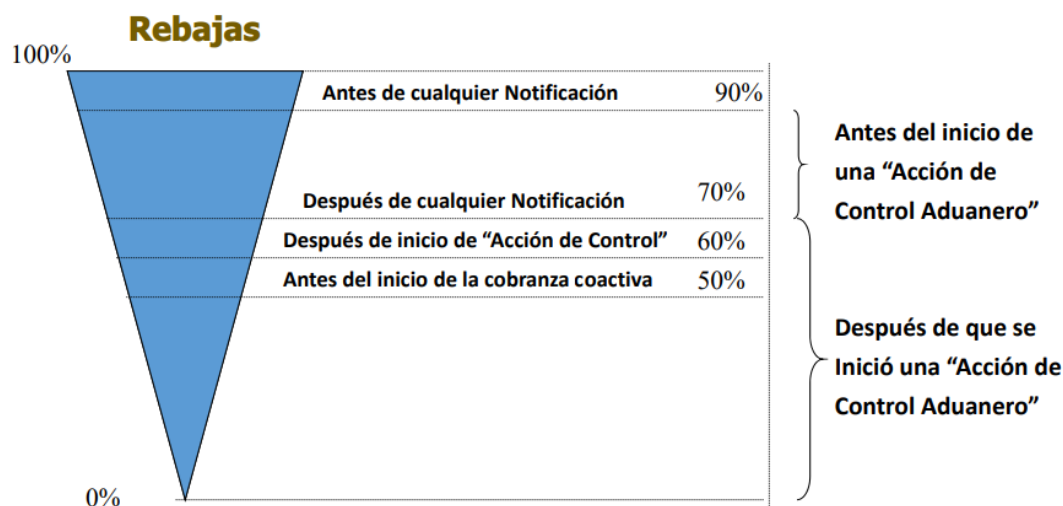 Rebajas
100%
Antes de cualquier Notificación 90%
Antes del inicio de
una “Acción de
Control Aduanero”
Después de cualquier Notificación 70%
Después de inicio de “Acción de Control” 60%
Antes del inicio de la cobranza coactiva 50%
Después de que se
Inició una “Acción de
Control Aduanero”
0%